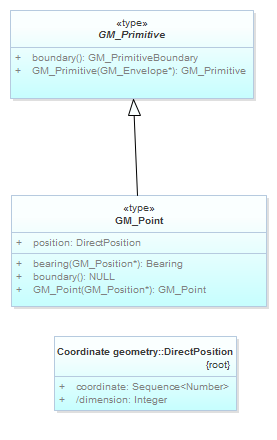 «type»
GM_Primitive
+ boundary(): GM_PrimitiveBoundary
+ GM_Primitive(GM_Envelope*): GM_Primitive
«type»
GM_Point
+ position: DirectPosition
+ bearing(GM_Position*): Bearing
+ boundary(): NULL
+ GM_Point(GM_Position*): GM_Point
Coordinate geometry::DirectPosition
{root}
+ coordinate: Sequence<Number>
+ /dimension: Integer